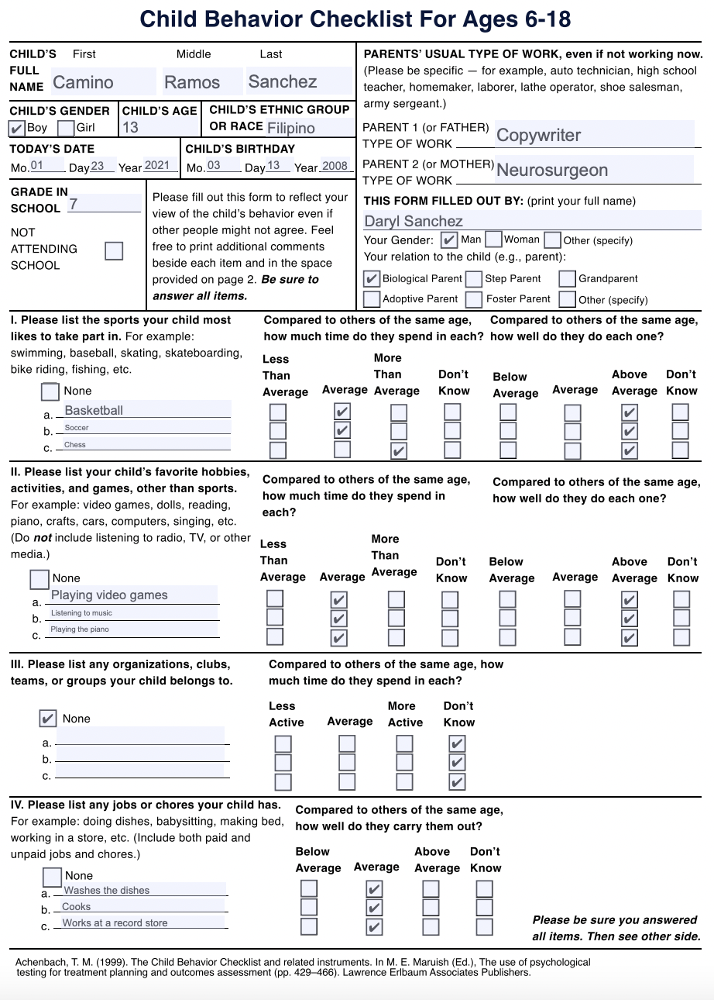 Child Behavior Checklist For Ages 6-18
CHILD'S First Middle Last
FULL
NAME Camino Ramos Sanchez
CHILD'S GENDER
✔ Boy Girl
CHILD'S AGE
13
CHILD'S ETHNIC GROUP
OR RACE Filipino
TODAY'S DATE
Mo. 01 Day 23 Year 2021
CHILD'S BIRTHDAY
Mo. 03 Day 13 Year 2008
GRADE IN
SCHOOL 7
NOT
ATTENDING
SCHOOL
Please fill out this form to reflect your
view of the child's behavior even if
other people might not agree. Feel
free to print additional comments
beside each item and in the space
provided on page 2. Be sure to
answer all items.
PARENTS' USUAL TYPE OF WORK, even if not working now.
(Please be specific — for example, auto technician, high school
teacher, homemaker, laborer, lathe operator, shoe salesman,
army sergeant.)
PARENT 1 (or FATHER)
TYPE OF WORK Copywriter
PARENT 2 (or MOTHER)
TYPE OF WORK Neurosurgeon
THIS FORM FILLED OUT BY: (print your full name)
Daryl Sanchez
Your Gender: ✔ Man Woman Other (specify)
Your relation to the child (e.g., parent):
✔ Biological Parent Step Parent Grandparent
Adoptive Parent Foster Parent Other (specify)
I. Please list the sports your child most
likes to take part in. For example:
swimming, baseball, skating, skateboarding,
bike riding, fishing, etc.
None
a. Basketball
b. Soccer
c. Chess
Compared to others of the same age,
how much time do they spend in each?
Less
Than
Average
Average
More
Than
Average
Don't
Know
✔
✔
✔
Compared to others of the same age,
how well do they do each one?
Below
Average
Average
Above
Average
Don't
Know
✔
✔
✔
II. Please list your child's favorite hobbies,
activities, and games, other than sports.
For example: video games, dolls, reading,
piano, crafts, cars, computers, singing, etc.
(Do not include listening to radio, TV, or other
media.)
None
a. Playing video games
b. Listening to music
c. Playing the piano
Compared to others of the same age,
how much time do they spend in
each?
Less
Than
Average
Average
More
Than
Average
Don't
Know
✔
✔
✔
Compared to others of the same age,
how well do they do each one?
Below
Average
Average
Above
Average
Don't
Know
✔
✔
✔
III. Please list any organizations, clubs,
teams, or groups your child belongs to.
✔ None
a.
b.
c.
Compared to others of the same age, how
much time do they spend in each?
Less
Active
Average
More
Active
Don't
Know
✔
✔
✔
IV. Please list any jobs or chores your child has.
For example: doing dishes, babysitting, making bed,
working in a store, etc. (Include both paid and
unpaid jobs and chores.)
None
a. Washes the dishes
b. Cooks
c. Works at a record store
Compared to others of the same age,
how well do they carry them out?
Below
Average
Average
Above
Average
Don't
Know
✔
✔
✔
Please be sure you answered
all items. Then see other side.
Achenbach, T. M. (1999). The Child Behavior Checklist and related instruments. In M. E. Maruish (Ed.), The use of psychological
testing for treatment planning and outcomes assessment (pp. 429–466). Lawrence Erlbaum Associates Publishers.